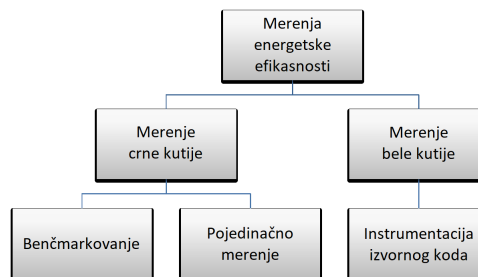 Merenja
energetske
efikasnosti
Merenje
crne kutije
Merenje
bele kutije
Benčmarkovanje
Pojedinačno
merenje
Instrumentacija
izvornog koda